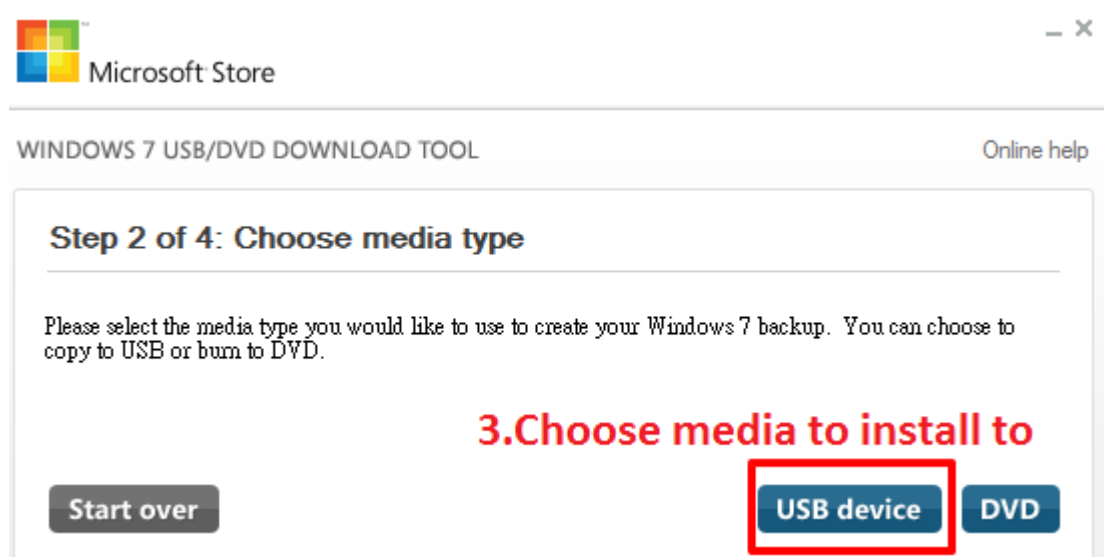 Microsoft Store
WINDOWS 7 USB/DVD DOWNLOAD TOOL
Online help
Step 2 of 4: Choose media type
Please select the media type you would like to use to create your Windows 7 backup.  You can choose to
copy to USB or burn to DVD.
3.Choose media to install to
Start over
USB device
DVD